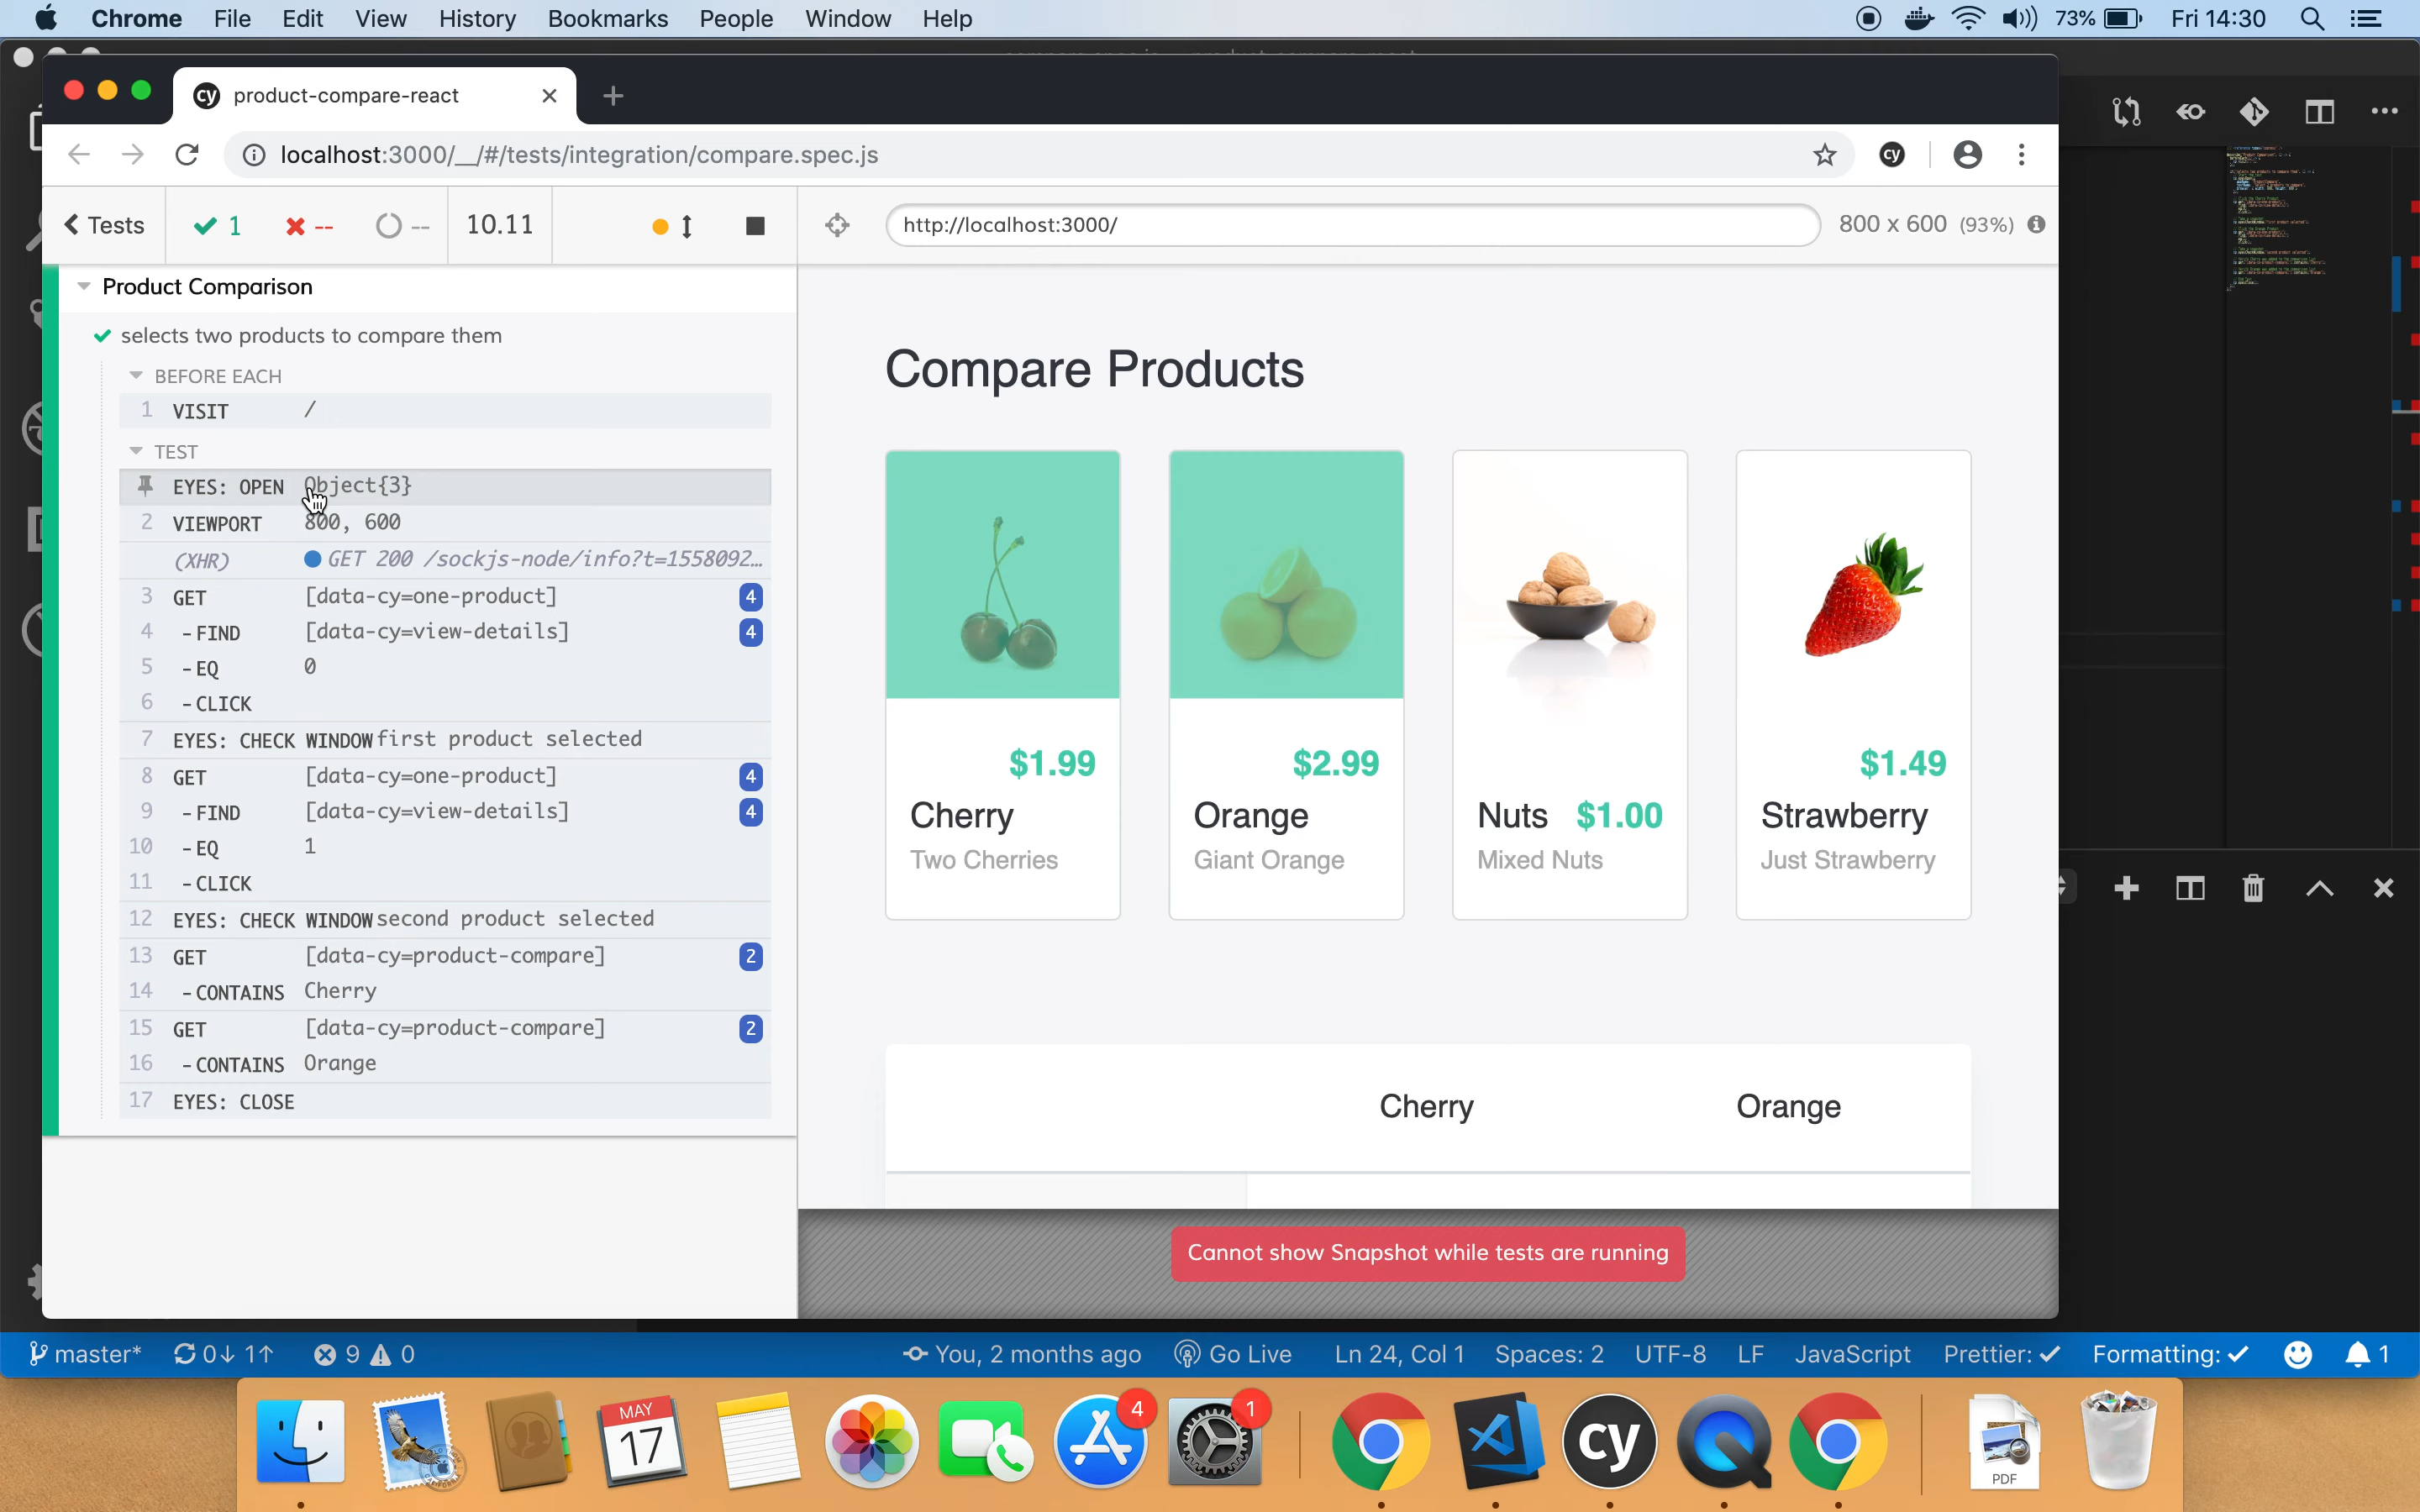 Chrome File Edit View History Bookmarks People Window Help 73% Fri 14:30
cy product-compare-react
localhost:3000/__/#/tests/integration/compare.spec.js cy
Tests 1 -- -- 10.11 http://localhost:3000/ 800 x 600 (93%)
Product Comparison
selects two products to compare them
BEFORE EACH
1 VISIT /
TEST
EYES: OPEN Object{3}
2 VIEWPORT 800, 600
(XHR) GET 200 /sockjs-node/info?t=1558092...
3 GET [data-cy=one-product] 4
4 -FIND [data-cy=view-details] 4
5 -EQ 0
6 -CLICK
7 EYES: CHECK WINDOW first product selected
8 GET [data-cy=one-product] 4
9 -FIND [data-cy=view-details] 4
10 -EQ 1
11 -CLICK
12 EYES: CHECK WINDOW second product selected
13 GET [data-cy=product-compare] 2
14 -CONTAINS Cherry
15 GET [data-cy=product-compare] 2
16 -CONTAINS Orange
17 EYES: CLOSE
Compare Products
$1.99
Cherry
Two Cherries
$2.99
Orange
Giant Orange
Nuts $1.00
Mixed Nuts
$1.49
Strawberry
Just Strawberry
Cherry Orange
Cannot show Snapshot while tests are running
master* 0↓ 1↑ 9 0 You, 2 months ago Go Live Ln 24, Col 1 Spaces: 2 UTF-8 LF JavaScript Prettier: ✓ Formatting: ✓ 1
MAY
17
4
1
cy
PDF